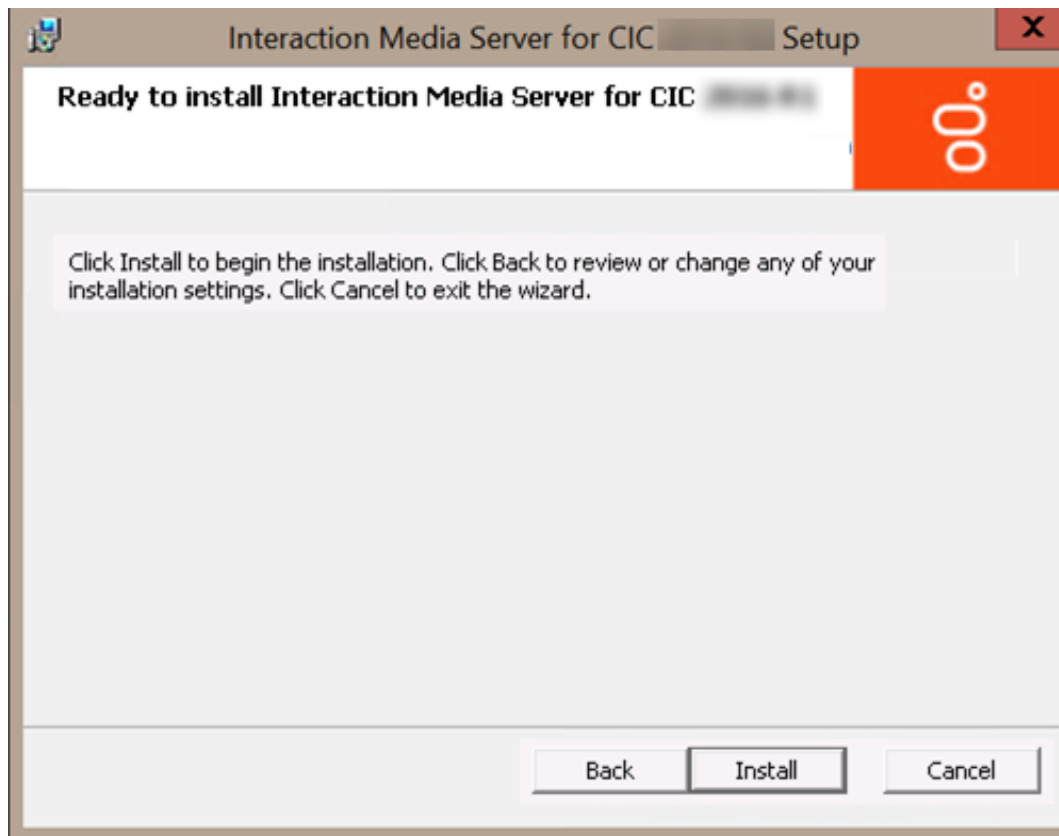 Interaction Media Server for CIC Setup
X
Ready to install Interaction Media Server for CIC
Click Install to begin the installation. Click Back to review or change any of your
installation settings. Click Cancel to exit the wizard.
Back Install Cancel